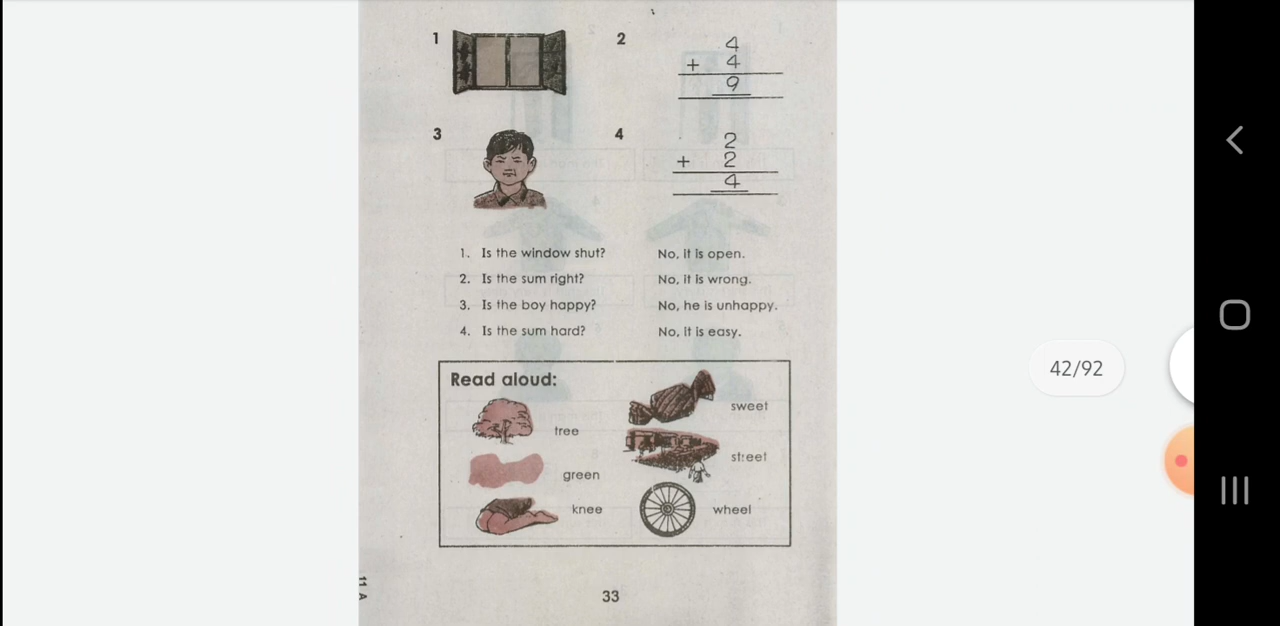 1
2
4
+ 4
9
3
4
2
+ 2
4
1. Is the window shut? No, it is open.
2. Is the sum right? No, it is wrong.
3. Is the boy happy? No, he is unhappy.
4. Is the sum hard? No, it is easy.
Read aloud:
sweet
tree
street
green
knee
wheel
33
11 A
42/92